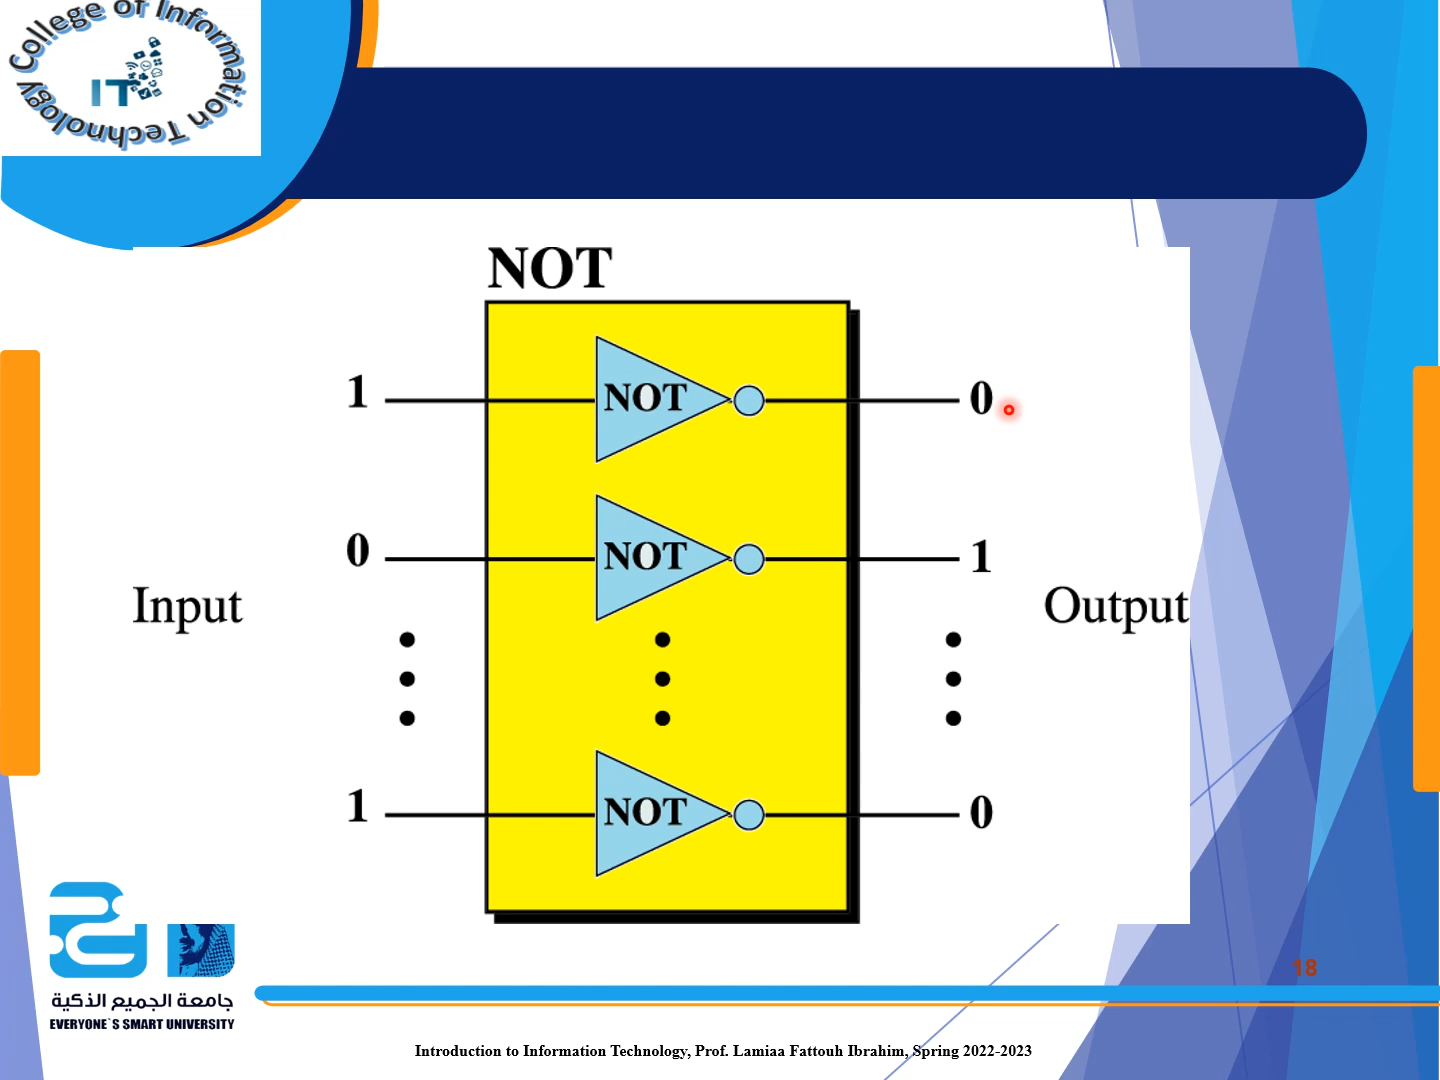 College of Information Technology
IT
NOT
1 NOT 0
0 NOT 1
Input Output
1 NOT 0
جامعة الجميع الذكية
EVERYONE`S SMART UNIVERSITY
18
Introduction to Information Technology, Prof. Lamiaa Fattouh Ibrahim, Spring 2022-2023